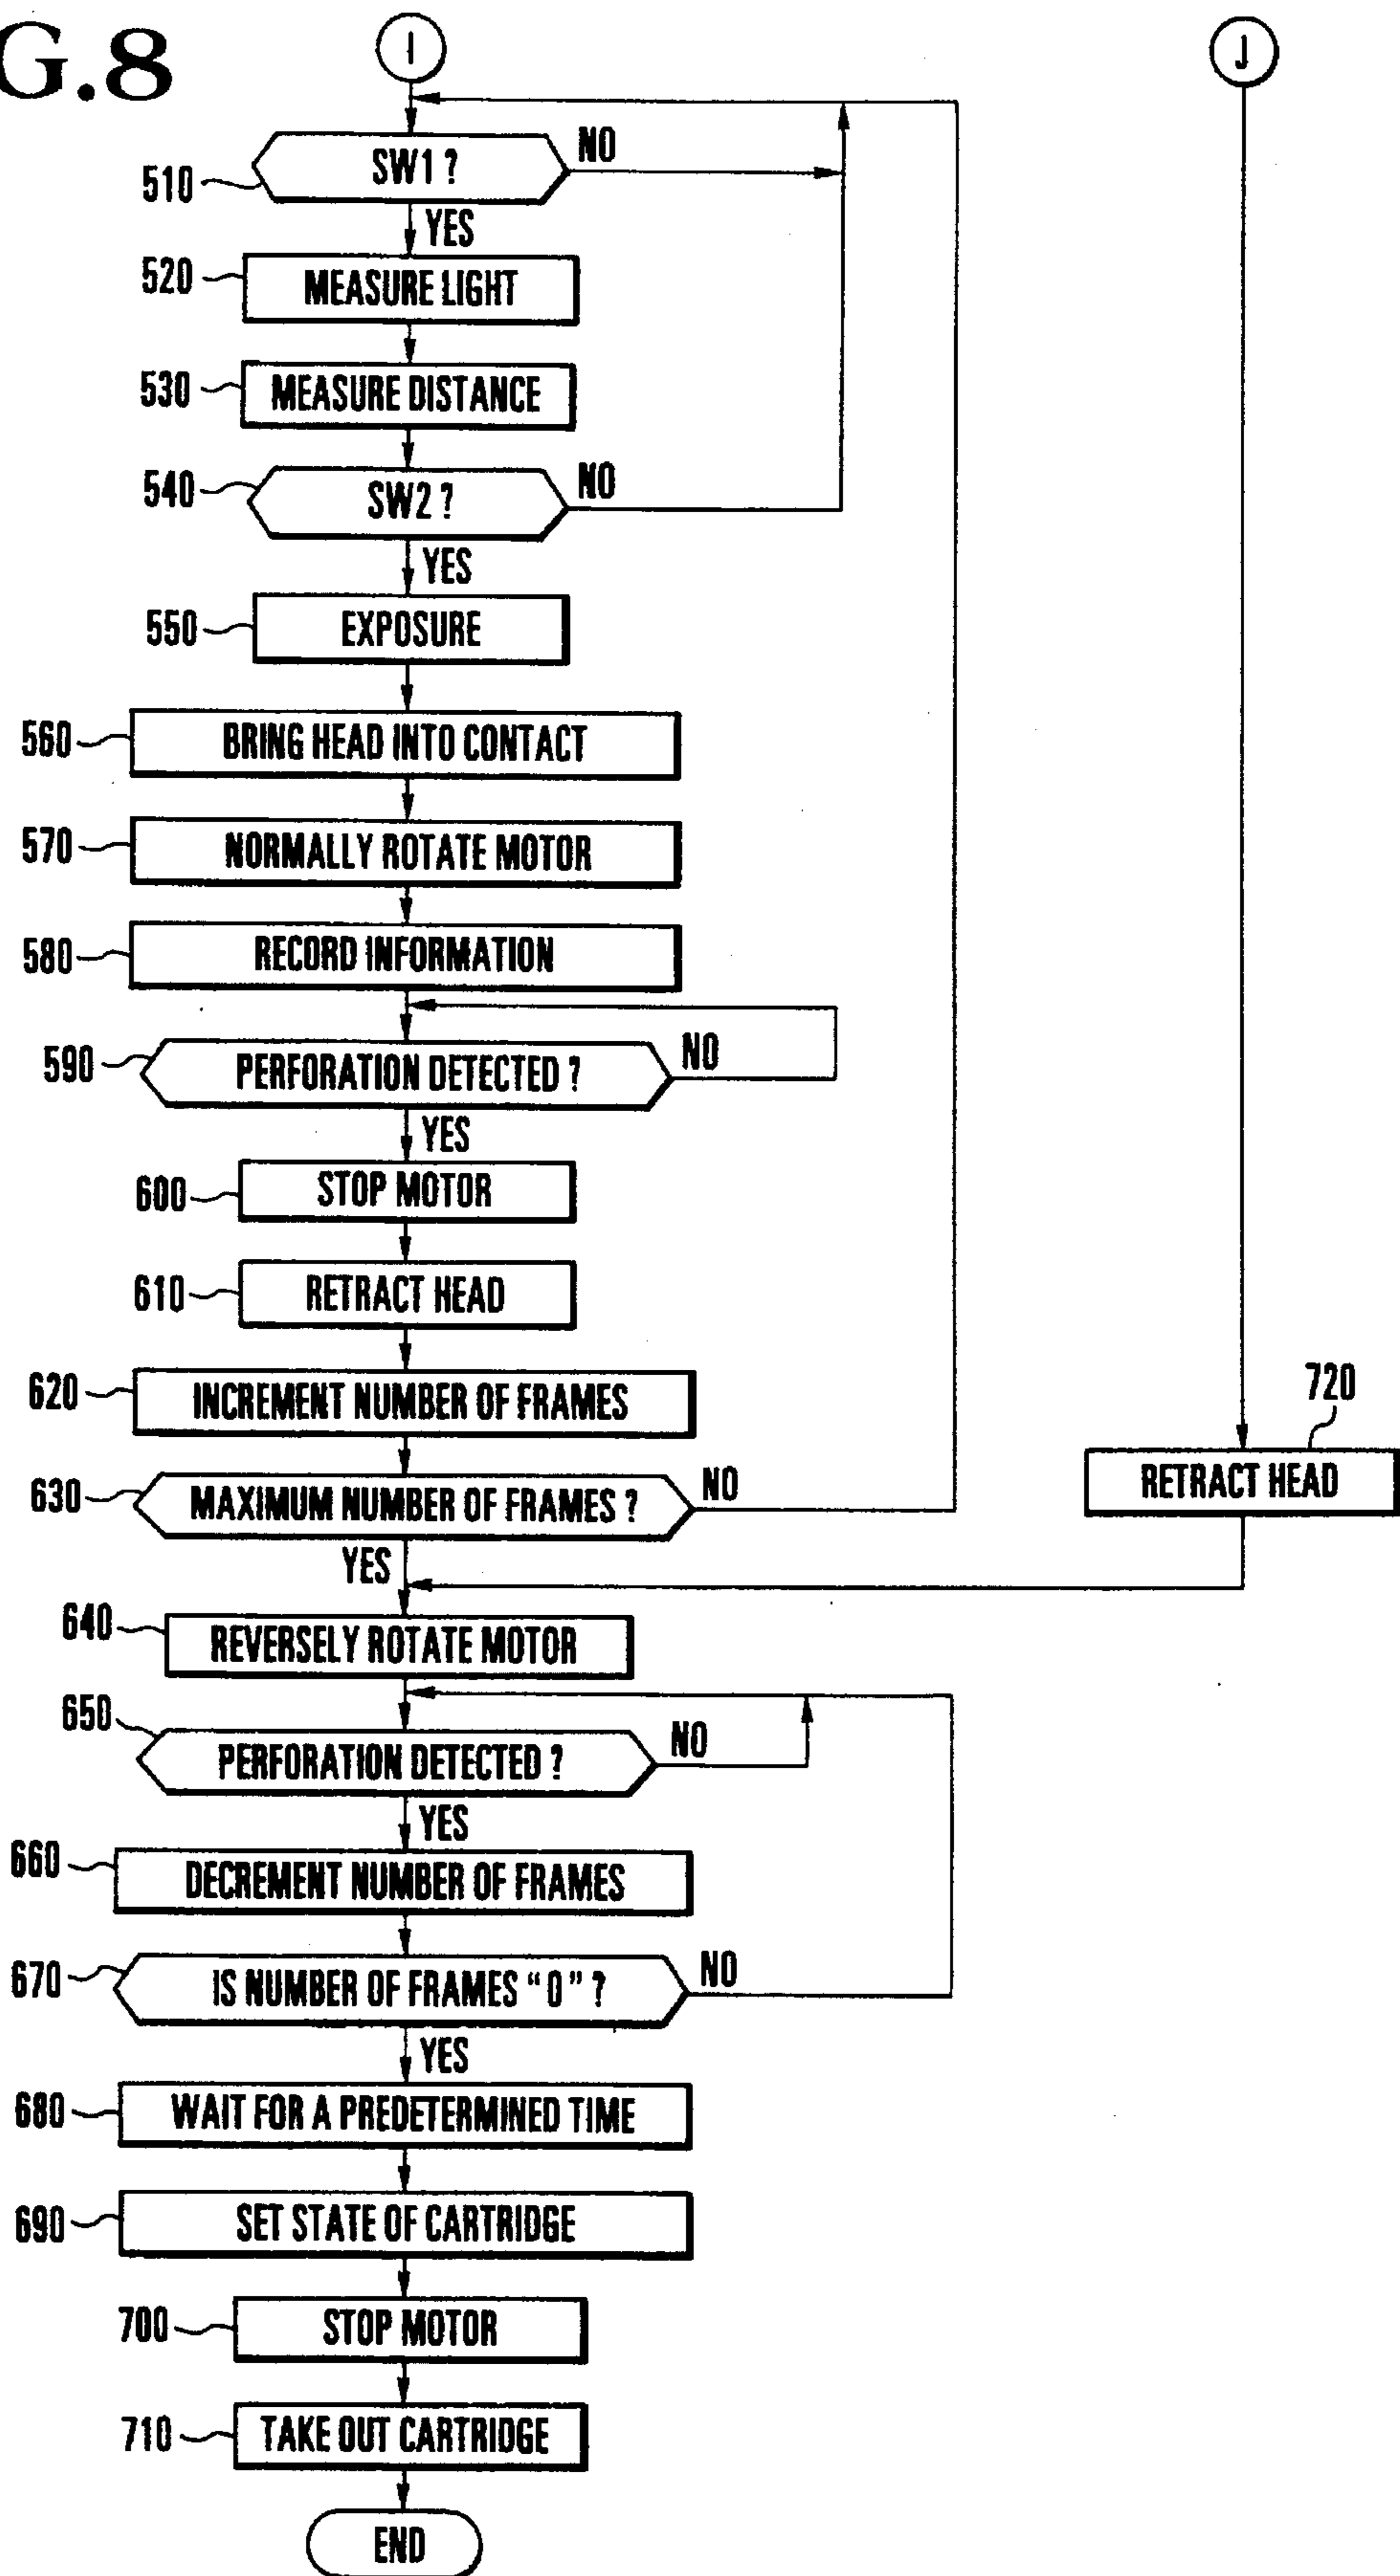 G.8
I
J
510
SW1 ?
NO
YES
520
MEASURE LIGHT
530
MEASURE DISTANCE
540
SW2 ?
NO
YES
550
EXPOSURE
560
BRING HEAD INTO CONTACT
570
NORMALLY ROTATE MOTOR
580
RECORD INFORMATION
590
PERFORATION DETECTED ?
NO
YES
600
STOP MOTOR
610
RETRACT HEAD
620
INCREMENT NUMBER OF FRAMES
720
RETRACT HEAD
630
MAXIMUM NUMBER OF FRAMES ?
NO
YES
640
REVERSELY ROTATE MOTOR
650
PERFORATION DETECTED ?
NO
YES
660
DECREMENT NUMBER OF FRAMES
670
IS NUMBER OF FRAMES "0" ?
NO
YES
680
WAIT FOR A PREDETERMINED TIME
690
SET STATE OF CARTRIDGE
700
STOP MOTOR
710
TAKE OUT CARTRIDGE
END